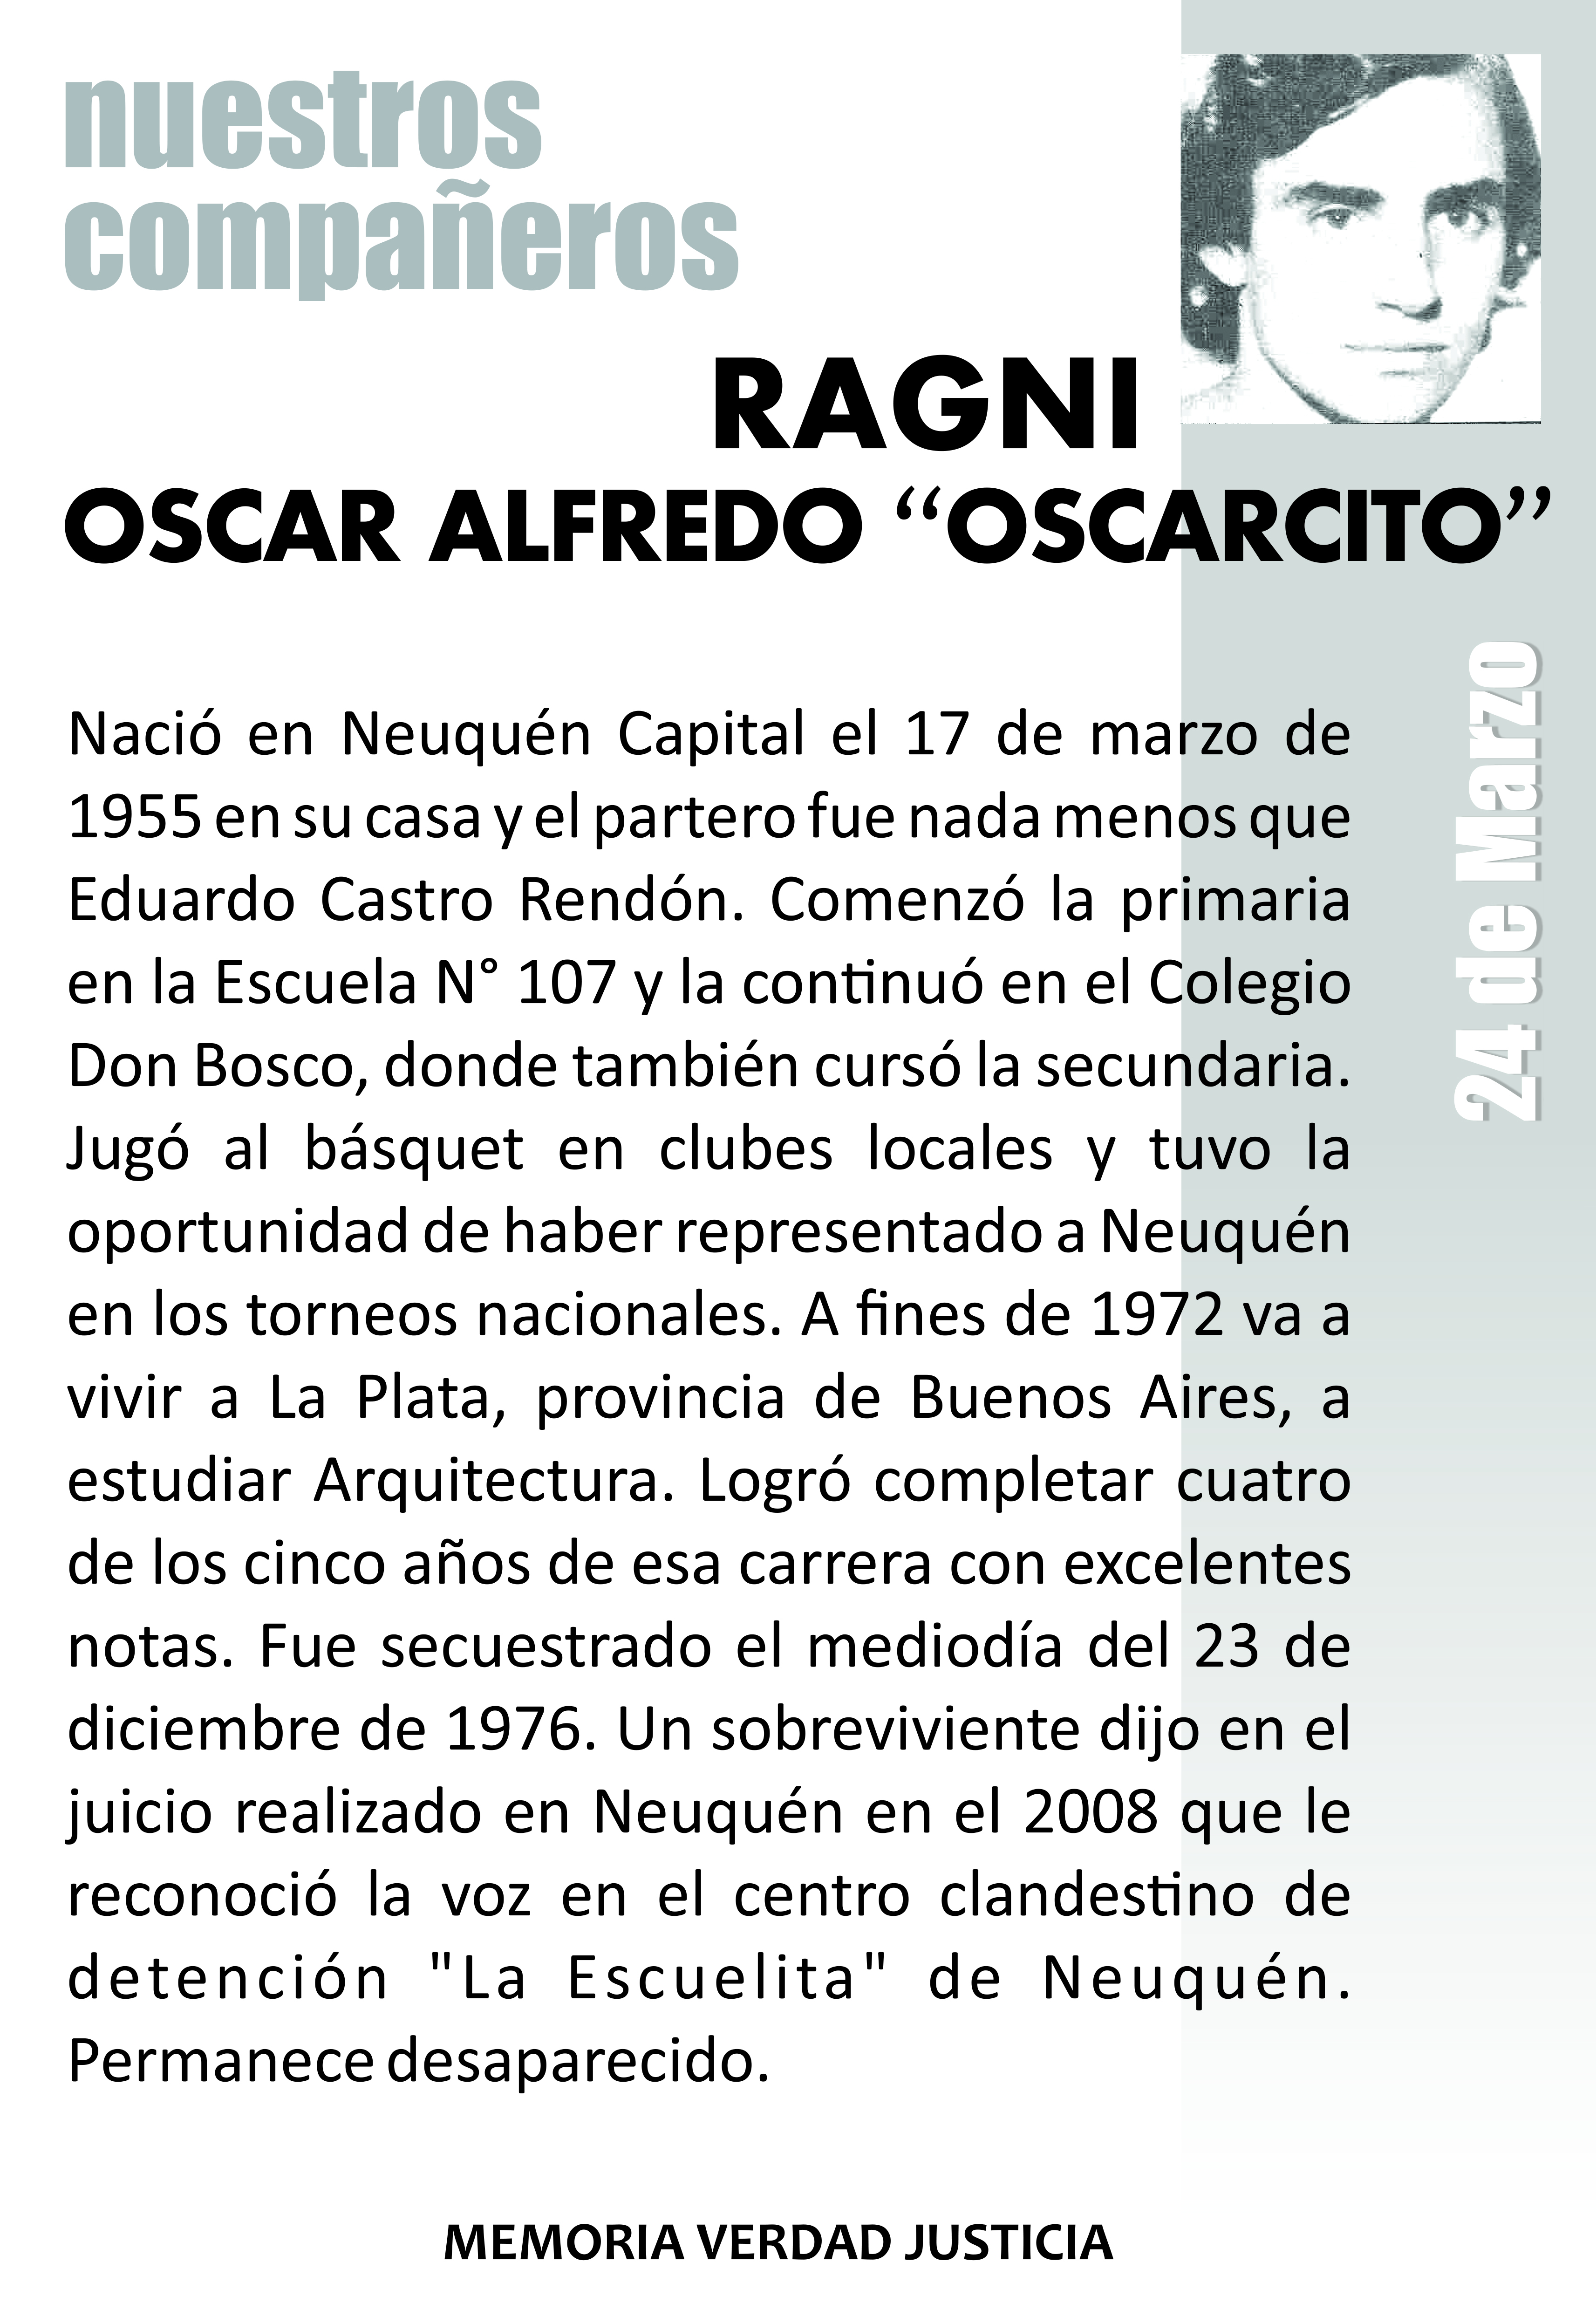 nuestros
compañeros
RAGNI
OSCAR ALFREDO “OSCARCITO”
24 de Marzo
Nació en Neuquén Capital el 17 de marzo de
1955 en su casa y el partero fue nada menos que
Eduardo Castro Rendón. Comenzó la primaria
en la Escuela N° 107 y la continuó en el Colegio
Don Bosco, donde también cursó la secundaria.
Jugó al básquet en clubes locales y tuvo la
oportunidad de haber representado a Neuquén
en los torneos nacionales. A fines de 1972 va a
vivir a La Plata, provincia de Buenos Aires, a
estudiar Arquitectura. Logró completar cuatro
de los cinco años de esa carrera con excelentes
notas. Fue secuestrado el mediodía del 23 de
diciembre de 1976. Un sobreviviente dijo en el
juicio realizado en Neuquén en el 2008 que le
reconoció la voz en el centro clandestino de
detención "La Escuelita" de Neuquén.
Permanece desaparecido.
MEMORIA VERDAD JUSTICIA